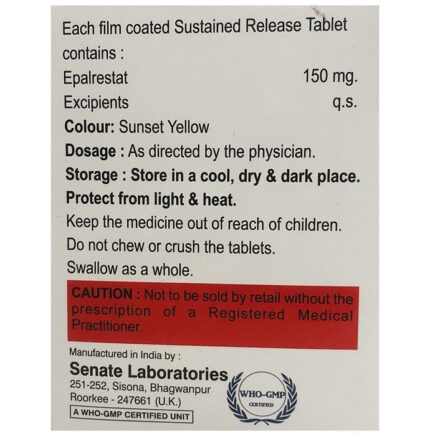 Each film coated Sustained Release Tablet
contains :
Epalrestat 150 mg.
Excipients q.s.
Colour: Sunset Yellow
Dosage : As directed by the physician.
Storage : Store in a cool, dry & dark place.
Protect from light & heat.
Keep the medicine out of reach of children.
Do not chew or crush the tablets.
Swallow as a whole.
CAUTION : Not to be sold by retail without the
prescription of a Registered Medical
Practitioner.
Manufactured in India by :
Senate Laboratories
251-252, Sisona, Bhagwanpur
Roorkee - 247661 (U.K.)
A WHO-GMP CERTIFIED UNIT
WHO-GMP
CERTIFIED